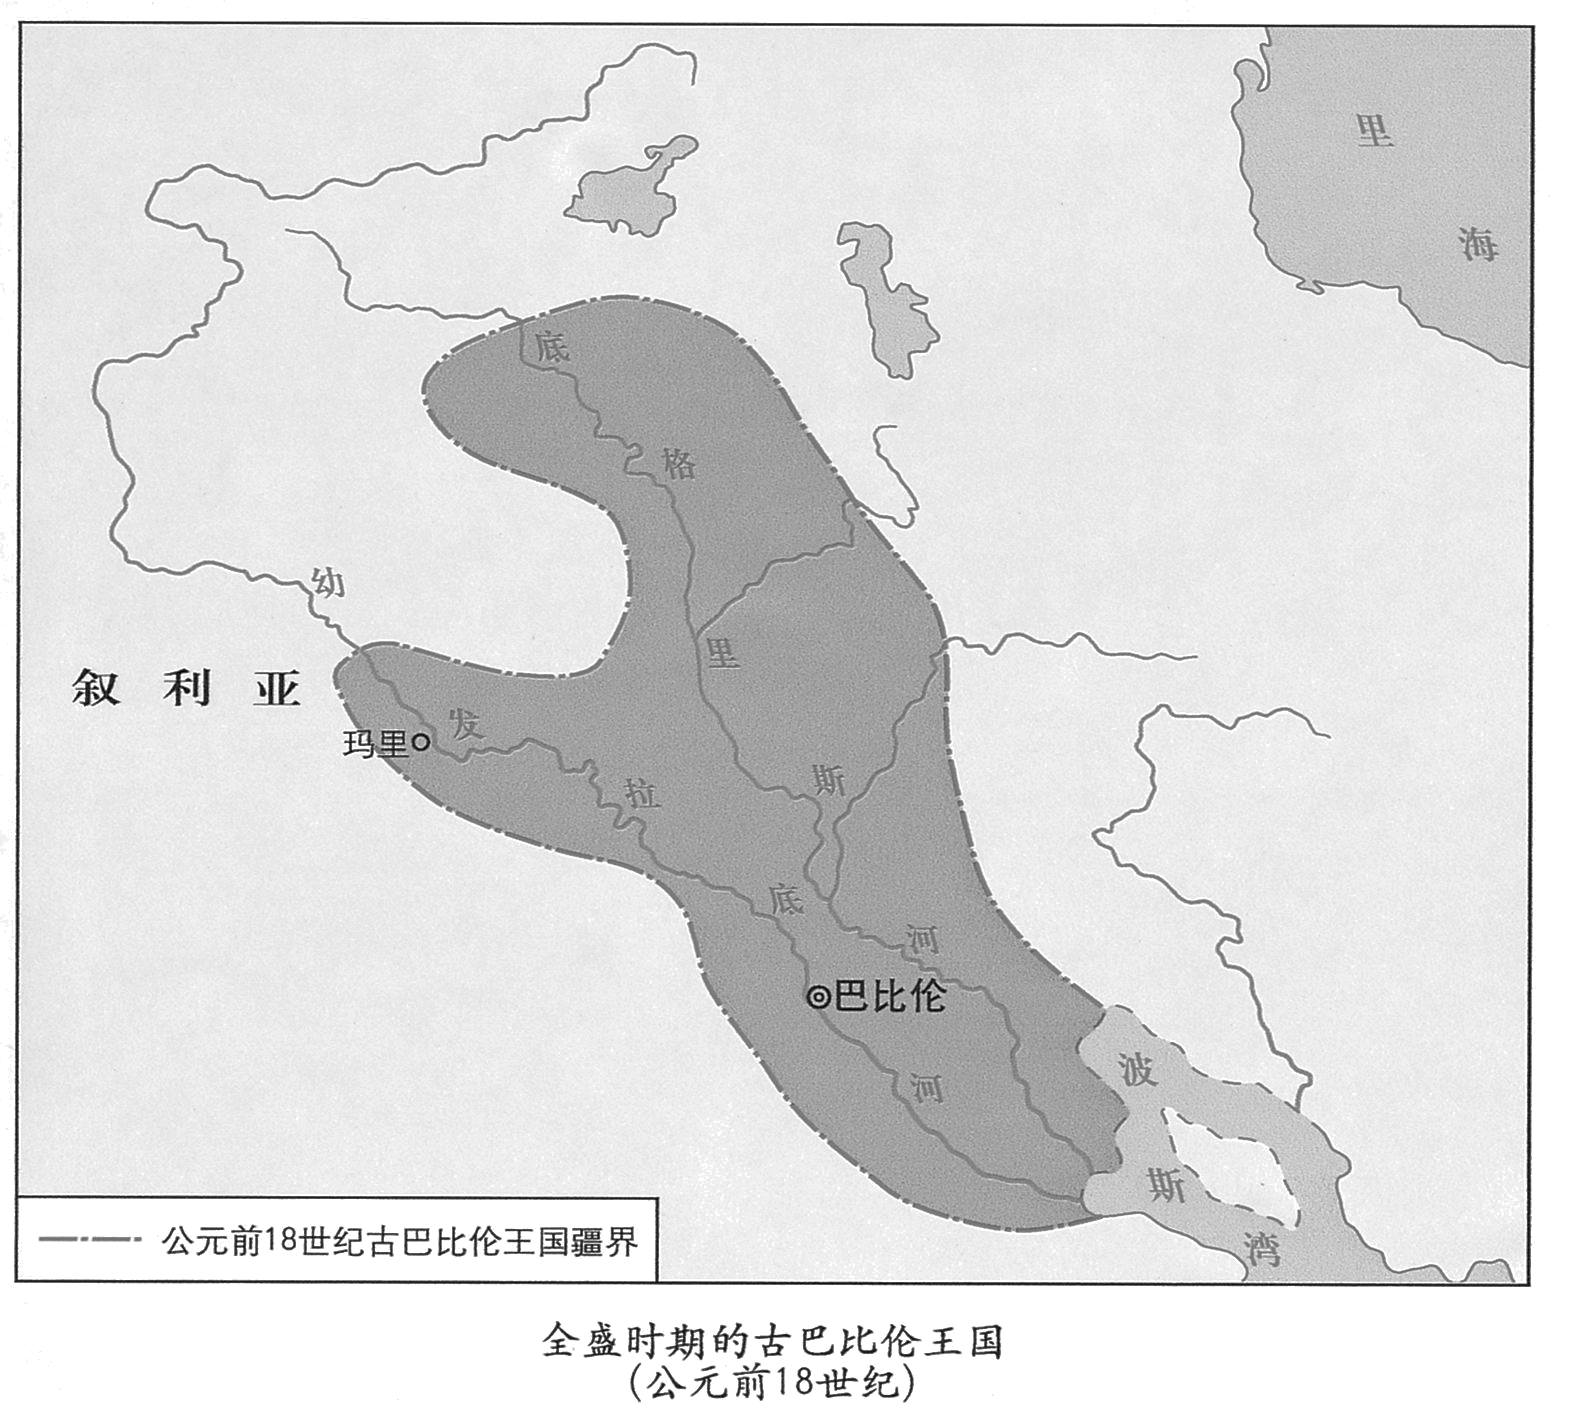 里海
底格里斯河
幼发拉底河
叙利亚
玛里
巴比伦
波斯湾
公元前18世纪古巴比伦王国疆界
全盛时期的古巴比伦王国
(公元前18世纪)